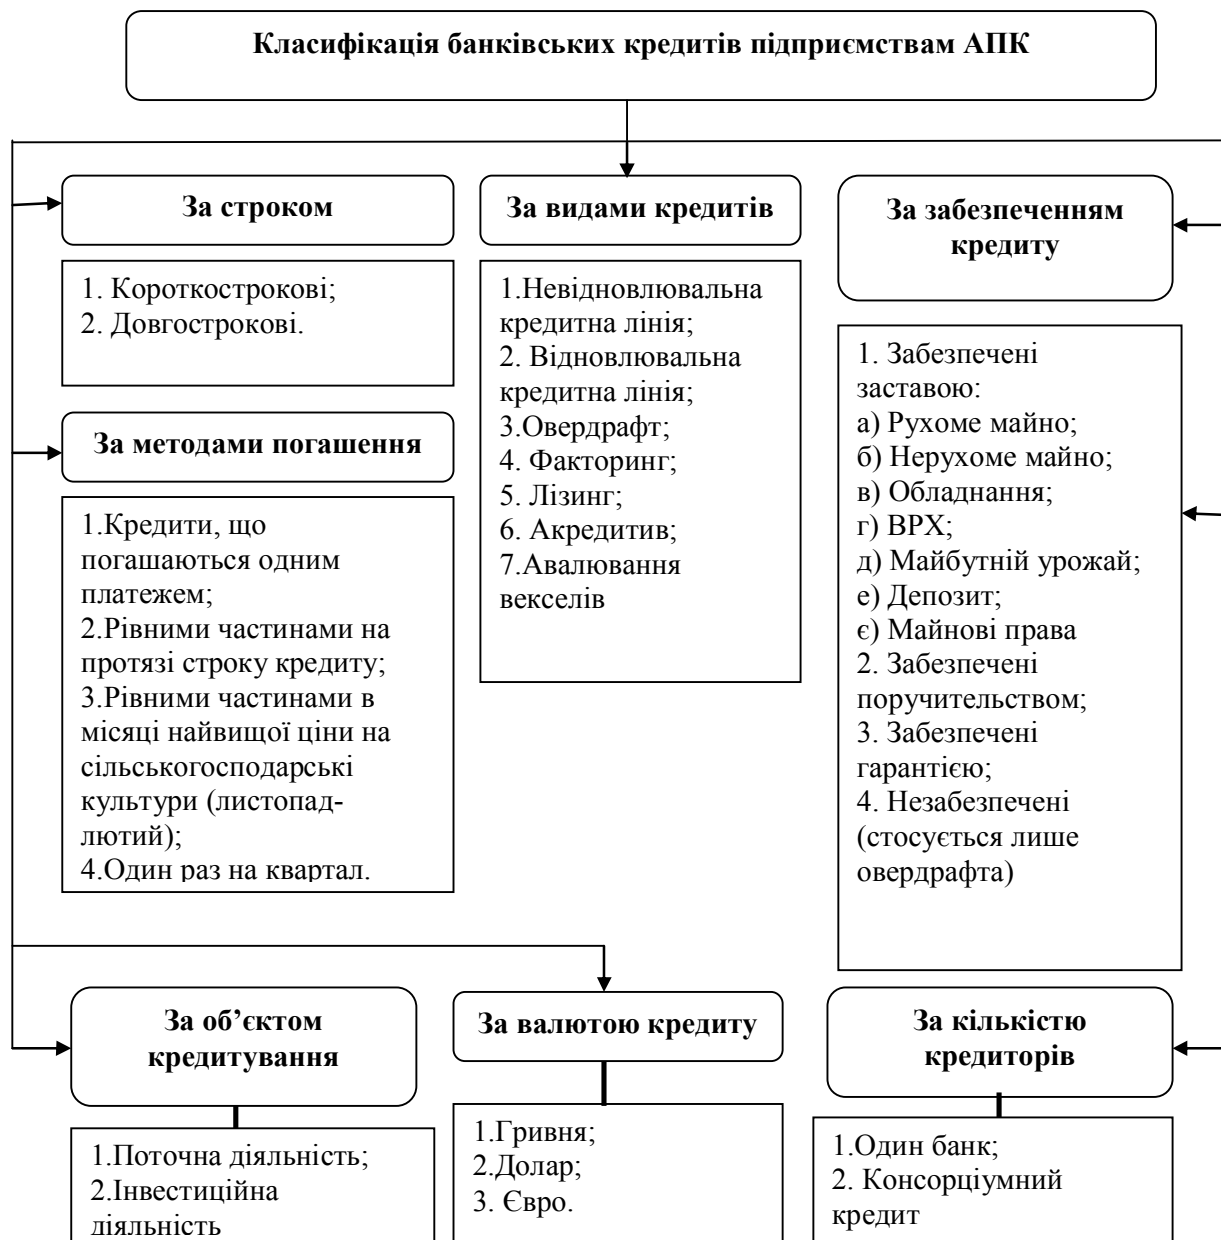 Класифікація банківських кредитів підприємствам АПК
За строком
1. Короткострокові;
2. Довгострокові.
За методами погашення
1.Кредити, що
погашаються одним
платежем;
2.Рівними частинами на
протязі строку кредиту;
3.Рівними частинами в
місяці найвищої ціни на
сільськогосподарські
культури (листопад-
лютий);
4.Один раз на квартал.
За видами кредитів
1.Невідновлювальна
кредитна лінія;
2. Відновлювальна
кредитна лінія;
3.Овердрафт;
4. Факторинг;
5. Лізинг;
6. Акредитив;
7.Авалювання
векселів
За забезпеченням
кредиту
1. Забезпечені
заставою:
а) Рухоме майно;
б) Нерухоме майно;
в) Обладнання;
г) ВРХ;
д) Майбутній урожай;
е) Депозит;
є) Майнові права
2. Забезпечені
поручительством;
3. Забезпечені
гарантією;
4. Незабезпечені
(стосується лише
овердрафта)
За об’єктом
кредитування
1.Поточна діяльність;
2.Інвестиційна
діяльність
За валютою кредиту
1.Гривня;
2.Долар;
3. Євро.
За кількістю
кредиторів
1.Один банк;
2. Консорціумний
кредит